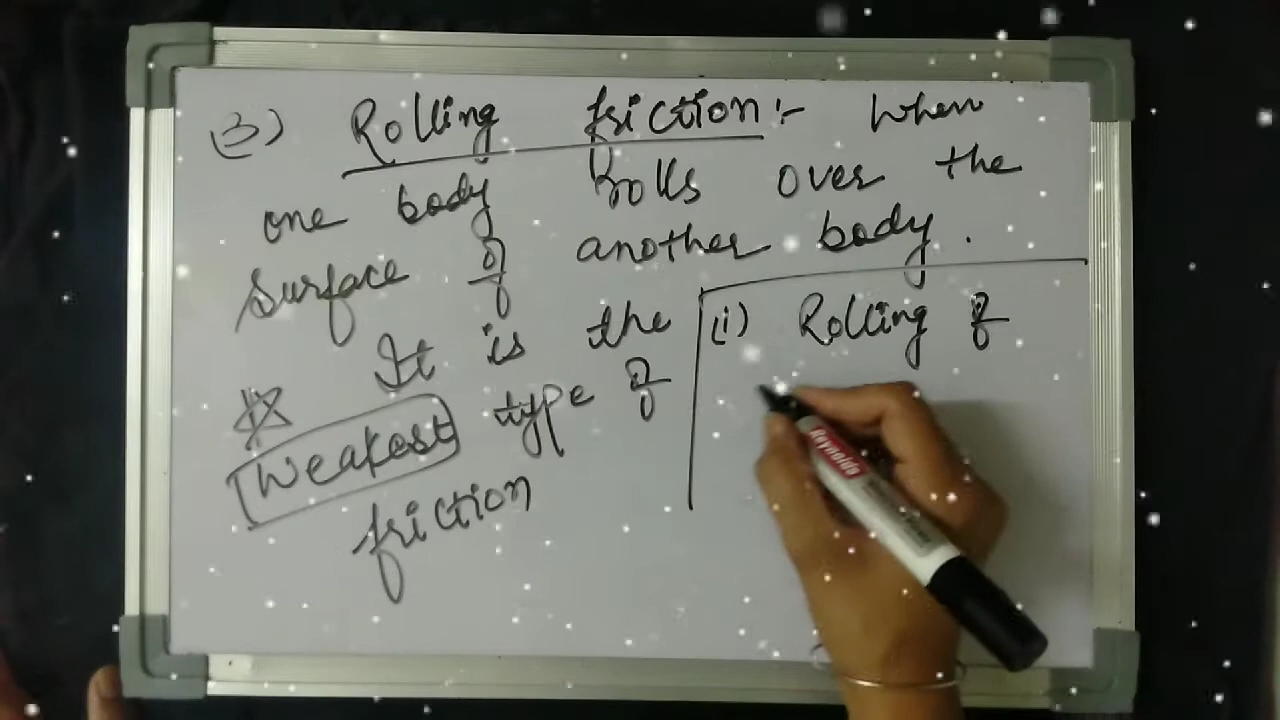 (3) Rolling friction :- When
one body rolls over the
surface of another body.
It is the
Weakest type of
friction
(i) Rolling of
Reynolds